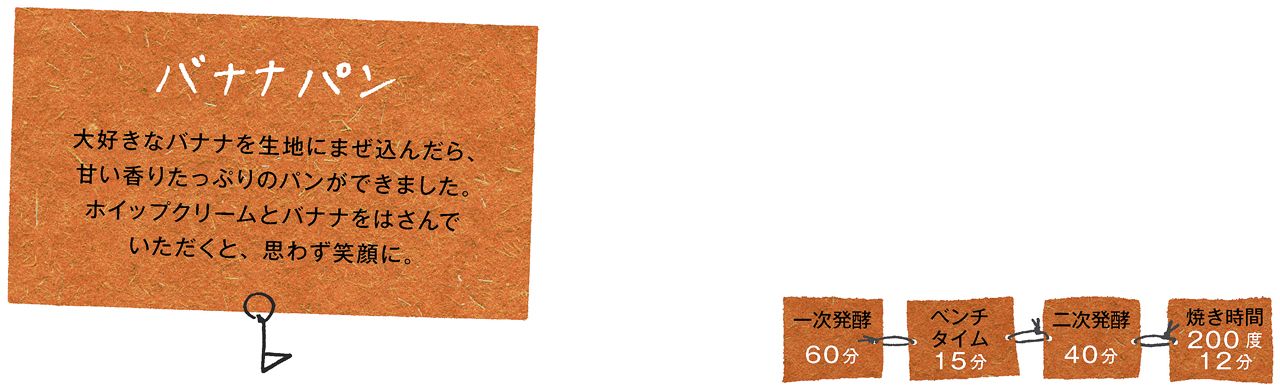 バナナパン
大好きなバナナを生地にまぜ込んだら、
甘い香りたっぷりのパンができました。
ホイップクリームとバナナをはさんで
いただくと、思わず笑顔に。
一次発酵
60分
ベンチ
タイム
15分
二次発酵
40分
焼き時間
200度
12分